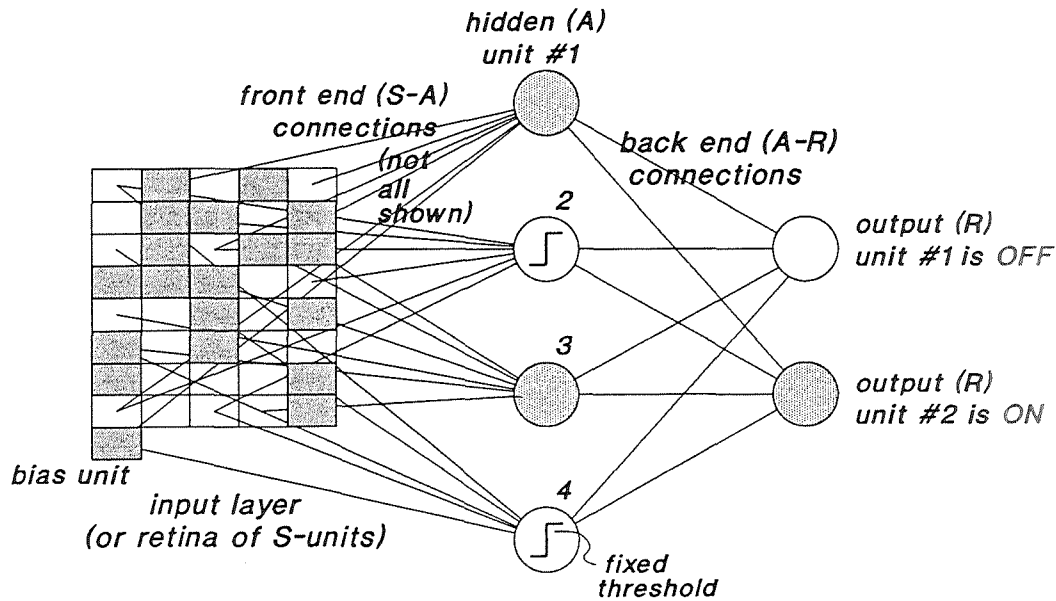 hidden (A)
unit #1
front end (S-A)
connections
(not
all
shown)
back end (A-R)
connections
2
output (R)
unit #1 is OFF
3
output (R)
unit #2 is ON
bias unit
input layer
(or retina of S-units)
4
fixed
threshold